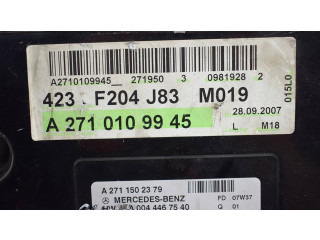 A2710109945_ 271950 3 0981928 2
423 F204 J83 M019
015L0
28.09.2007
A 271 010 99 45 L M18
A 271 150 23 79
MERCEDES-BENZ FD 07W37
A 004 446 75 40 Q 01